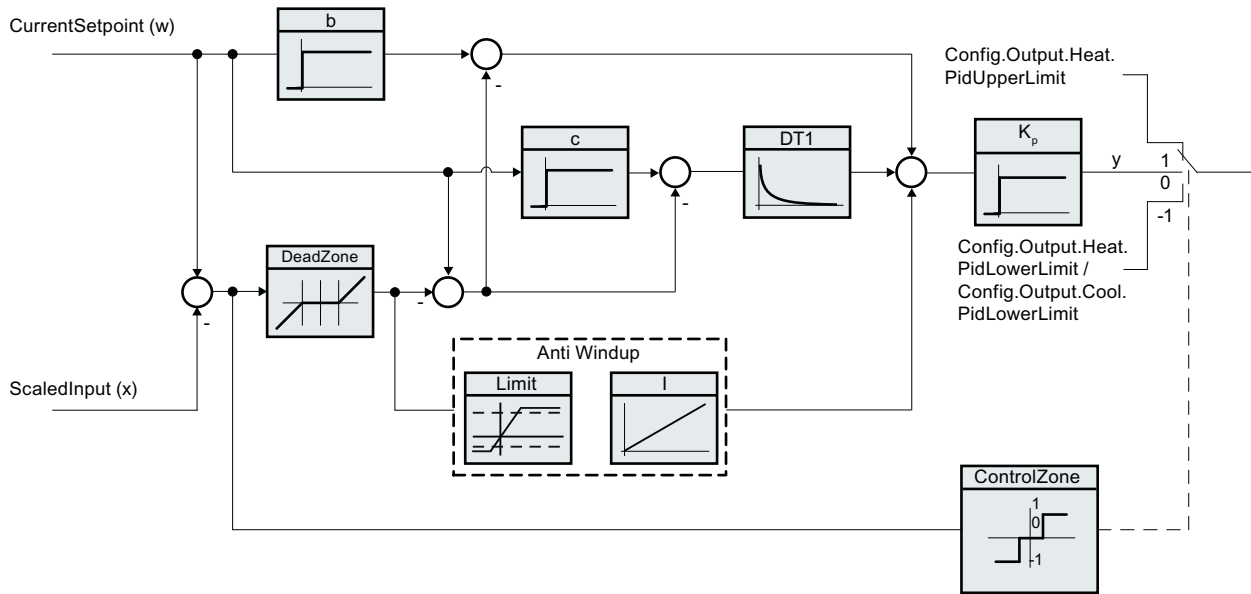 CurrentSetpoint (w)
b
-
Config.Output.Heat.
PidUpperLimit
c
DT1
Kp
-
y
1
0
-1
DeadZone
-
-
Config.Output.Heat.
PidLowerLimit /
Config.Output.Cool.
PidLowerLimit
Anti Windup
ScaledInput (x)
Limit
I
ControlZone
1
0
-1